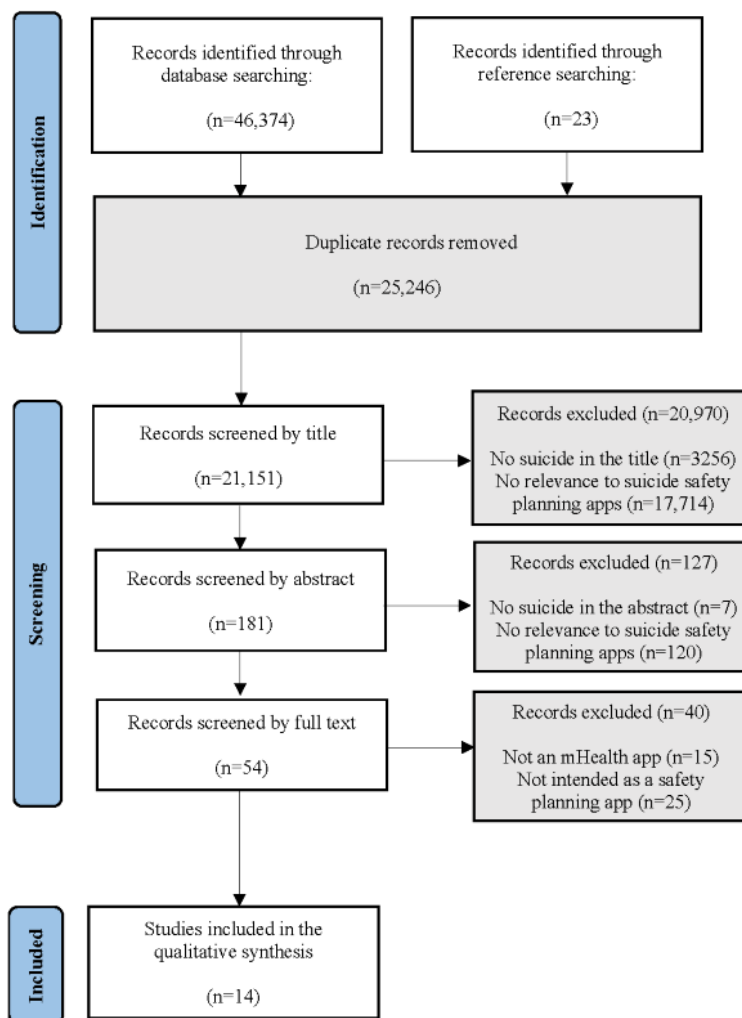 Identification
Records identified through
database searching:
(n=46,374)
Records identified through
reference searching:
(n=23)
Duplicate records removed
(n=25,246)
Screening
Records screened by title
(n=21,151)
Records excluded (n=20,970)
No suicide in the title (n=3256)
No relevance to suicide safety
planning apps (n=17,714)
Records screened by abstract
(n=181)
Records excluded (n=127)
No suicide in the abstract (n=7)
No relevance to suicide safety
planning apps (n=120)
Records screened by full text
(n=54)
Records excluded (n=40)
Not an mHealth app (n=15)
Not intended as a safety
planning app (n=25)
Included
Studies included in the
qualitative synthesis
(n=14)